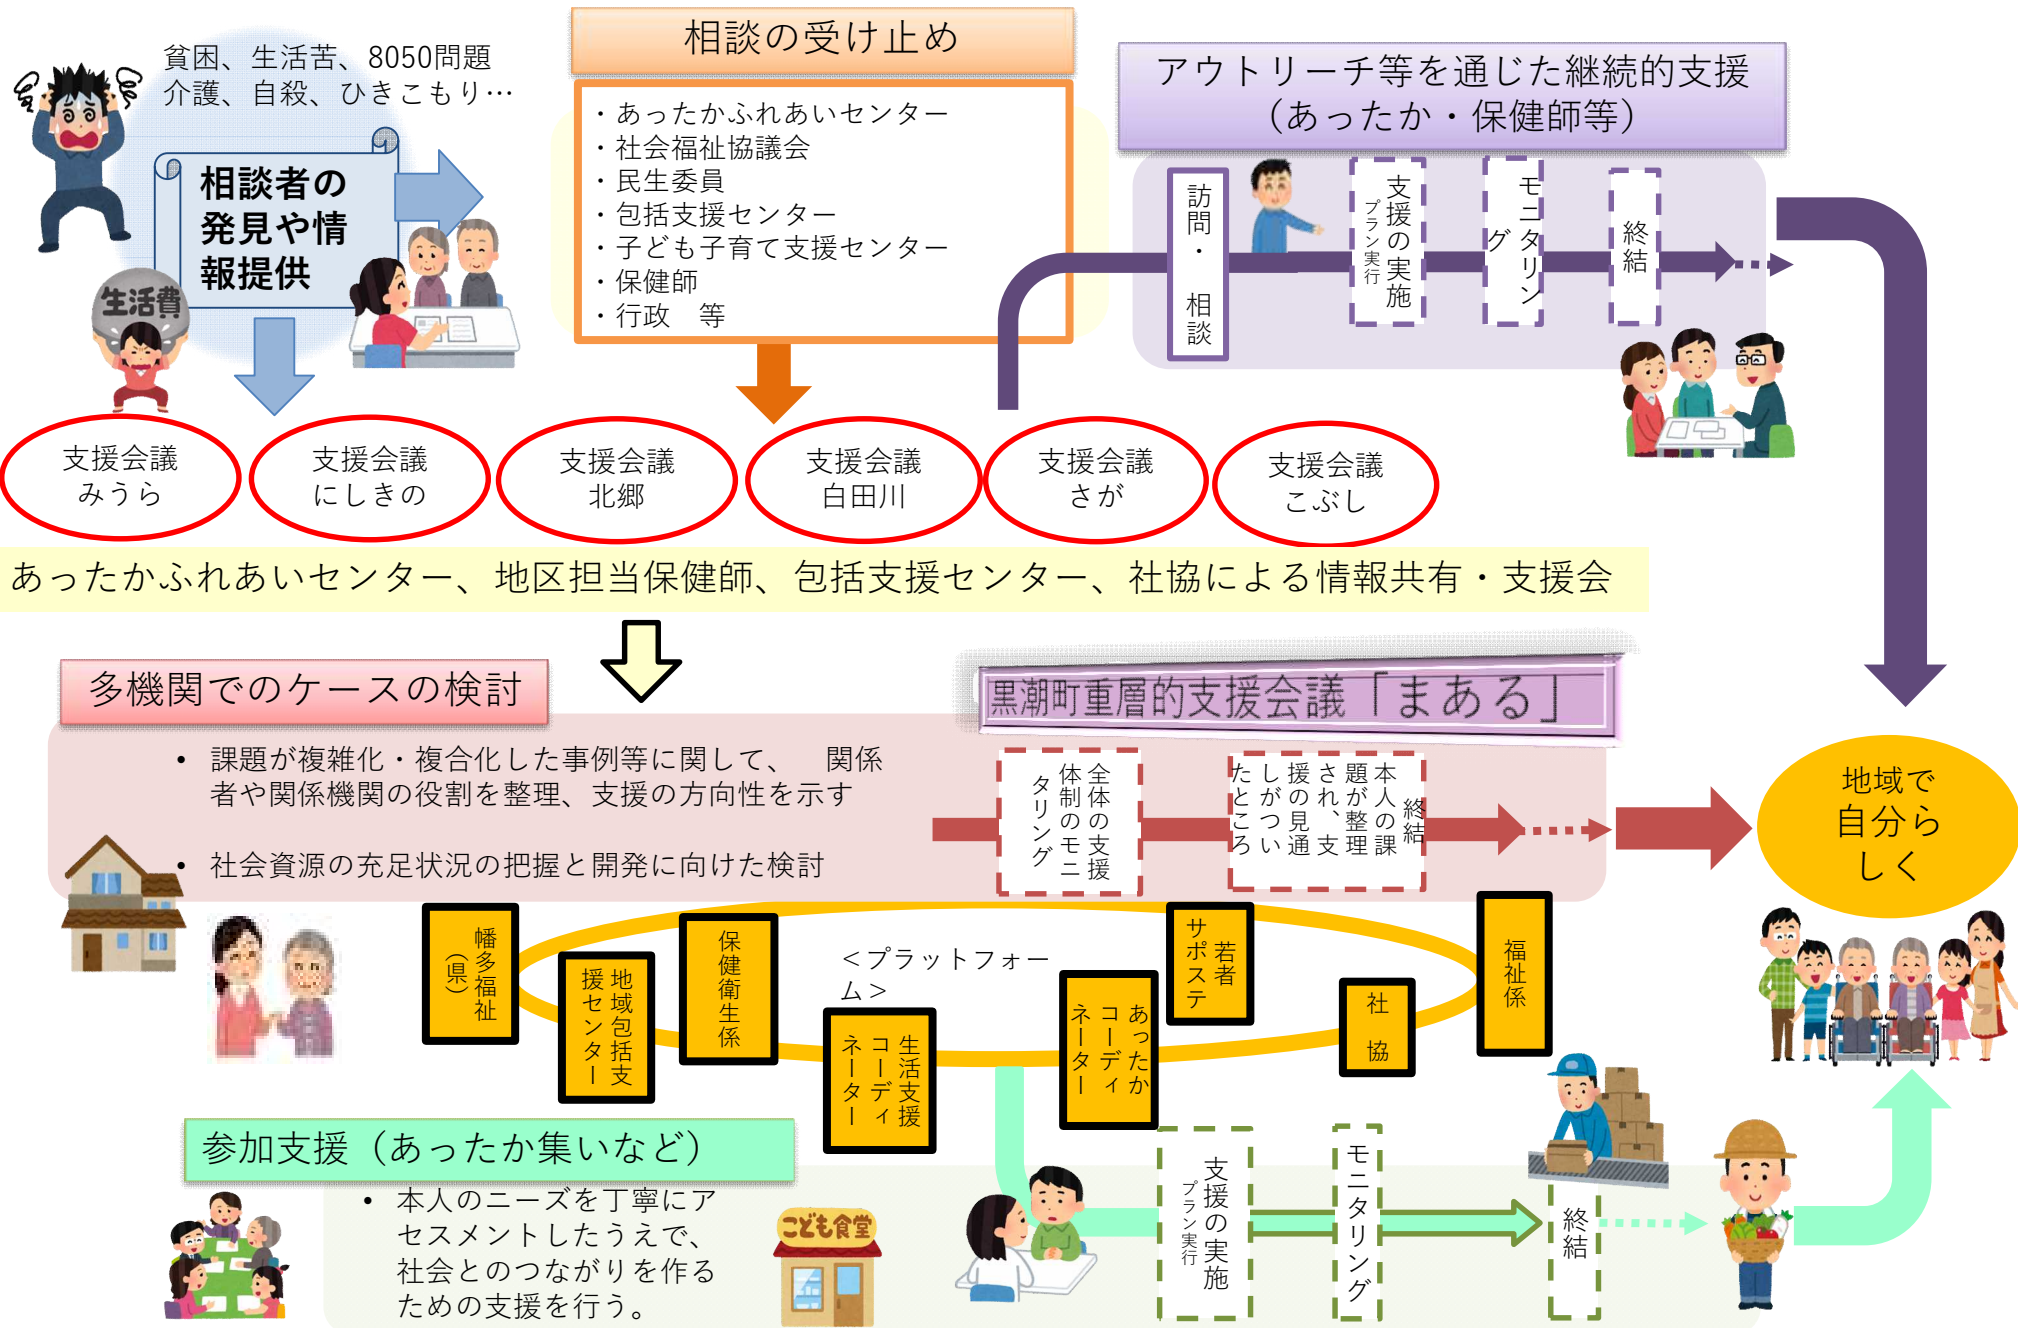 貧困、生活苦、8050問題
介護、自殺、ひきこもり…
相談者の
発見や情
報提供
生活費
相談の受け止め
・あったかふれあいセンター
・社会福祉協議会
・民生委員
・包括支援センター
・子ども子育て支援センター
・保健師
・行政　等
アウトリーチ等を通じた継続的支援
（あったか・保健師等）
訪問・　相談
支援の実施
プラン実行
モニタリン
グ
終結
支援会議
みうら
支援会議
にしきの
支援会議
北郷
支援会議
白田川
支援会議
さが
支援会議
こぶし
あったかふれあいセンター、地区担当保健師、包括支援センター、社協による情報共有・支援会
多機関でのケースの検討
黒潮町重層的支援会議「まある」
• 課題が複雑化・複合化した事例等に関して、　関係
者や関係機関の役割を整理、支援の方向性を示す
• 社会資源の充足状況の把握と開発に向けた検討
全体の支援
体制のモニ
タリング
終結
本人の課
題が整理
され、支
援の見通
しがつい
たところ
地域で
自分ら
しく
幡多福祉
（県）
地域包括支
援センター
保健衛生係
<プラットフォー
ム>
生活支援
コーディ
ネーター
あったか
コーディ
ネーター
若者
サポステ
社　協
福祉係
参加支援（あったか集いなど）
• 本人のニーズを丁寧にア
セスメントしたうえで、
社会とのつながりを作る
ための支援を行う。
こども食堂
支援の実施
プラン実行
モニタリング
終結